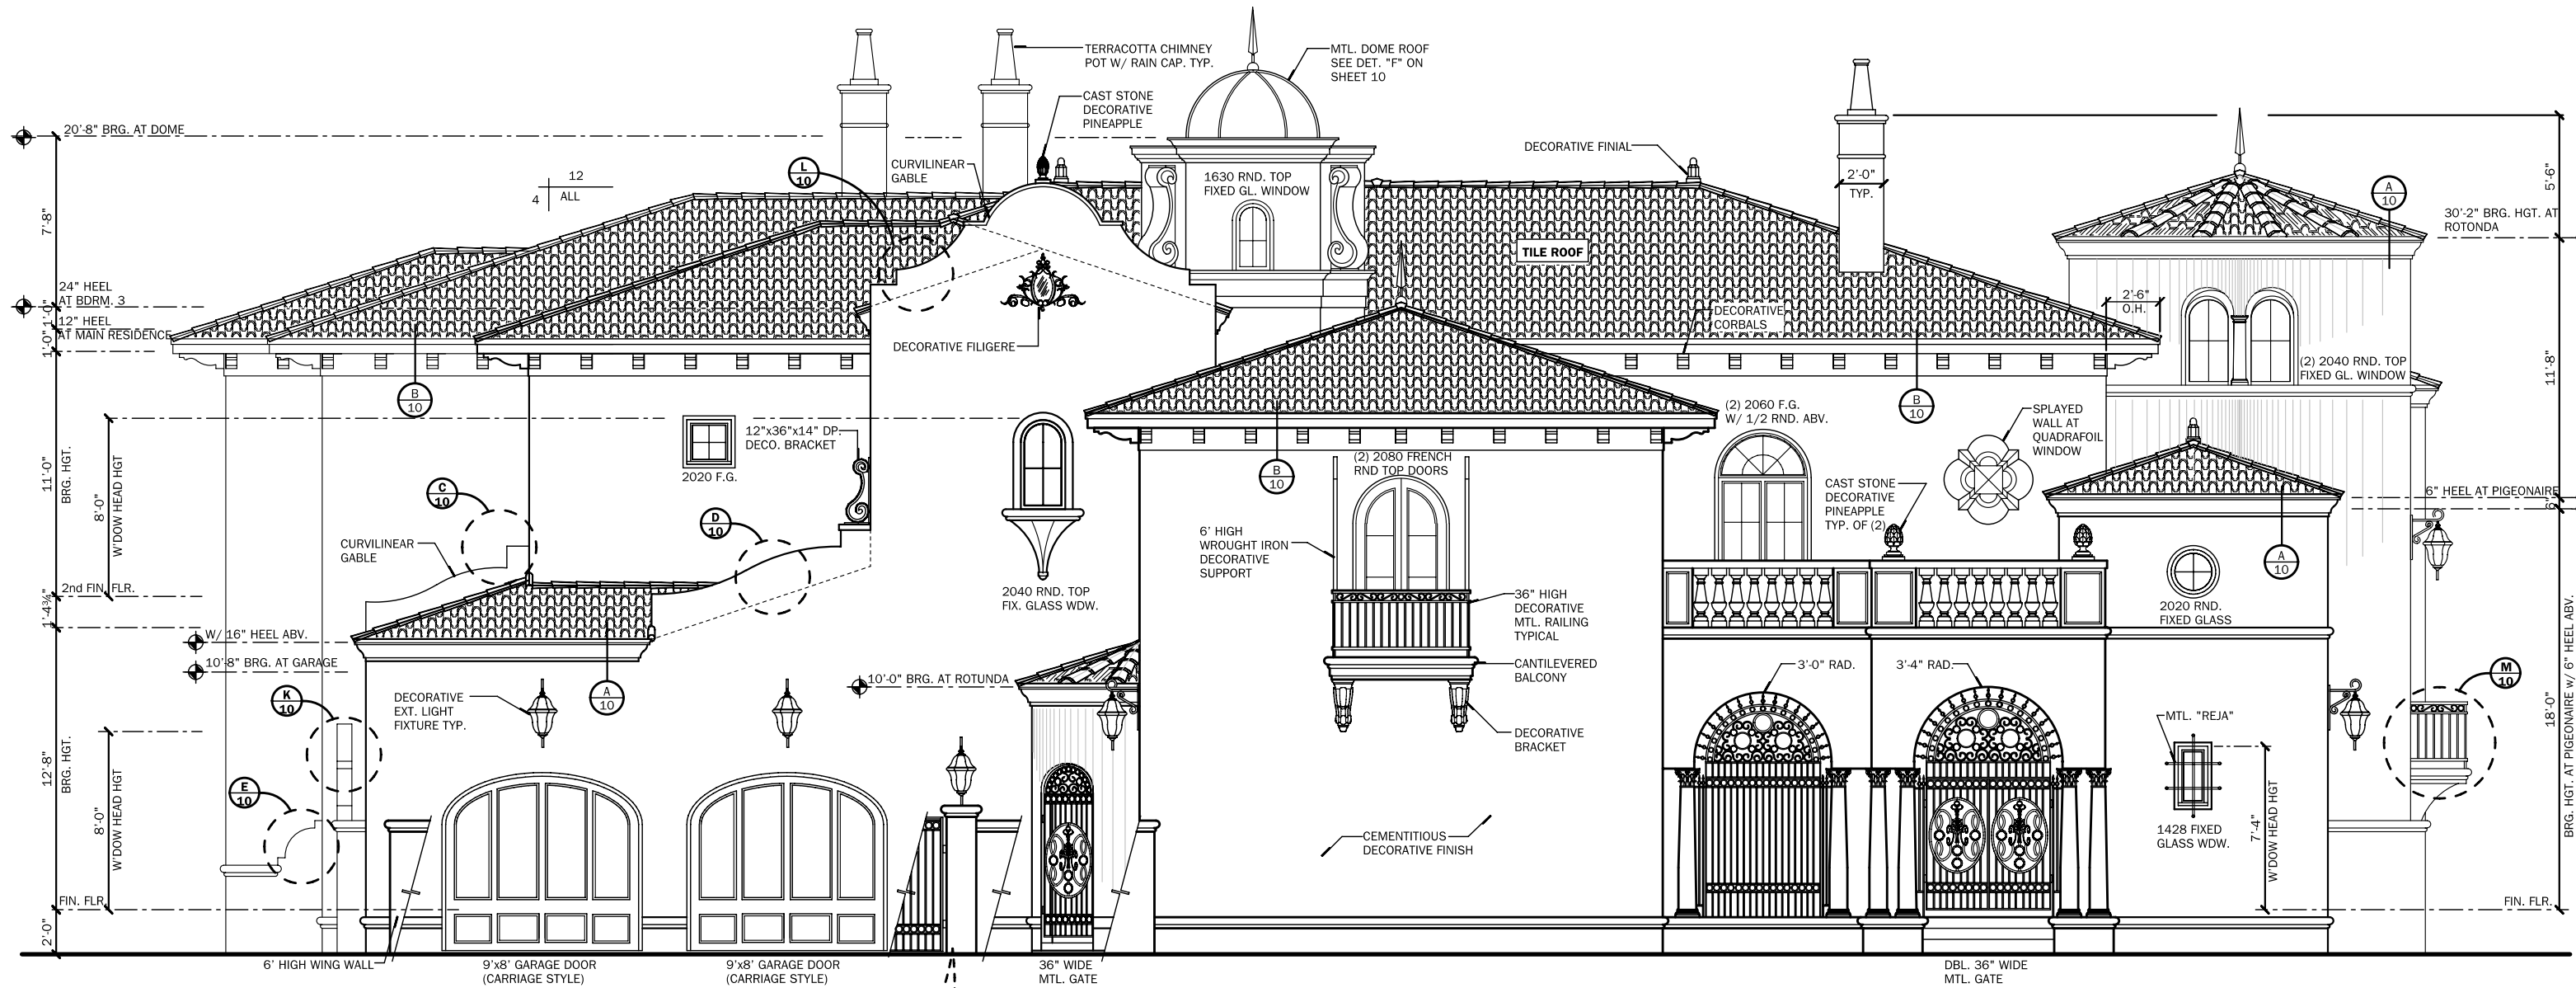 TERRACOTTA CHIMNEY
POT W/ RAIN CAP. TYP.
MTL. DOME ROOF
SEE DET. "F" ON
SHEET 10
CAST STONE
DECORATIVE
PINEAPPLE
20'-8" BRG. AT DOME
CURVILINEAR
GABLE
L
10
12
4
ALL
1630 RND. TOP
FIXED GL. WINDOW
DECORATIVE FINIAL
2'-0"
TYP.
A
10
5'-6"
30'-2" BRG. HGT. AT
ROTONDA
7'-8"
TILE ROOF
24" HEEL
AT BDRM. 3
1'-0"
12" HEEL
AT MAIN RESIDENCE
1'-0"
2'-6"
O.H.
DECORATIVE
CORBALS
DECORATIVE FILIGERE
(2) 2040 RND. TOP
FIXED GL. WINDOW
11'-8"
B
10
B
10
(2) 2060 F.G.
W/ 1/2 RND. ABV.
SPLAYED
WALL AT
QUADRAFOIL
WINDOW
12"x36"x14" DP.
DECO. BRACKET
2020 F.G.
B
10
(2) 2080 FRENCH
RND TOP DOORS
11'-0"
BRG. HGT.
8'-0"
W'DOW HEAD HGT
C
10
D
10
CAST STONE
DECORATIVE
PINEAPPLE
TYP. OF (2)
6" HEEL AT PIGEONAIRE
6"
CURVILINEAR
GABLE
6' HIGH
WROUGHT IRON
DECORATIVE
SUPPORT
A
10
2nd FIN. FLR.
1'-4¾"
2040 RND. TOP
FIX. GLASS WDW.
36" HIGH
DECORATIVE
MTL. RAILING
TYPICAL
2020 RND.
FIXED GLASS
W/ 16" HEEL ABV.
10'-8" BRG. AT GARAGE
10'-0" BRG. AT ROTUNDA
CANTILEVERED
BALCONY
3'-0" RAD.
3'-4" RAD.
M
10
K
10
DECORATIVE
EXT. LIGHT
FIXTURE TYP.
A
10
DECORATIVE
BRACKET
MTL. "REJA"
18'-0"
BRG. HGT. AT PIGEONAIRE w/ 6" HEEL ABV.
12'-8"
BRG. HGT.
8'-0"
W'DOW HEAD HGT
E
10
CEMENTITIOUS
DECORATIVE FINISH
1428 FIXED
GLASS WDW.
7'-4"
W'DOW HEAD HGT
FIN. FLR.
FIN. FLR.
2'-0"
6' HIGH WING WALL
9'x8' GARAGE DOOR
(CARRIAGE STYLE)
9'x8' GARAGE DOOR
(CARRIAGE STYLE)
36" WIDE
MTL. GATE
DBL. 36" WIDE
MTL. GATE